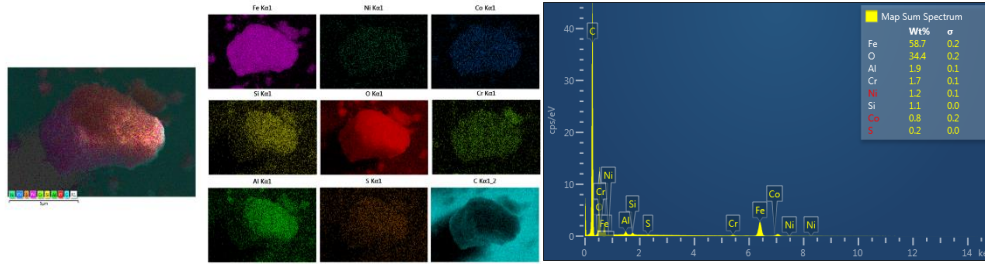 Fe Kα1
Ni Kα1
Co Kα1
Si Kα1
O Kα1
Cr Kα1
Al Kα1
S Kα1
C Kα1_2
5μm
cps/eV
40
30
20
10
0
0
2
4
6
8
10
12
14
C
Ni
Cr
Fe
Al
Si
S
Cr
Fe
Co
Ni
Ni
Map Sum Spectrum
Wt% σ
Fe 58.7 0.2
O 34.4 0.2
Al 1.9 0.1
Cr 1.7 0.1
Ni 1.2 0.1
Si 1.1 0.0
Co 0.8 0.2
S 0.2 0.0